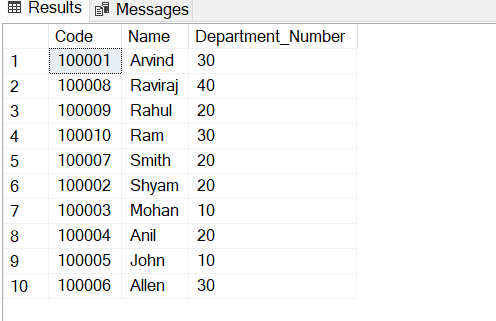 Results Messages
Code Name Department_Number
1 100001 Arvind 30
2 100008 Raviraj 40
3 100009 Rahul 20
4 100010 Ram 30
5 100007 Smith 20
6 100002 Shyam 20
7 100003 Mohan 10
8 100004 Anil 20
9 100005 John 10
10 100006 Allen 30